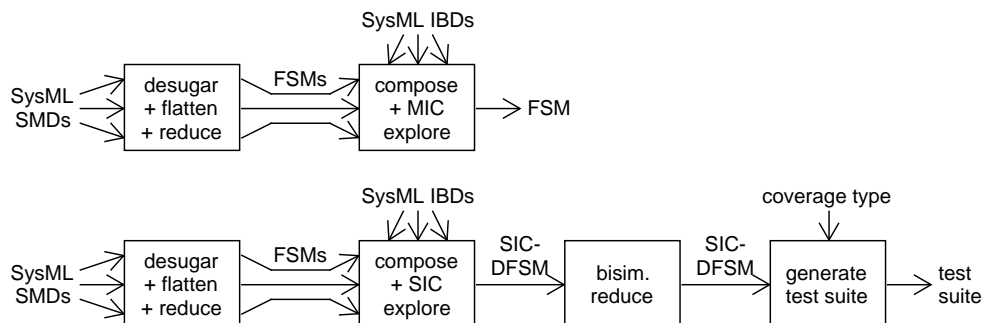 SysML IBDs
SysML
SMDs
desugar
+ flatten
+ reduce
FSMs
compose
+ MIC
explore
FSM
SysML IBDs
coverage type
SysML
SMDs
desugar
+ flatten
+ reduce
FSMs
compose
+ SIC
explore
SIC-
DFSM
bisim.
reduce
SIC-
DFSM
generate
test suite
test
suite